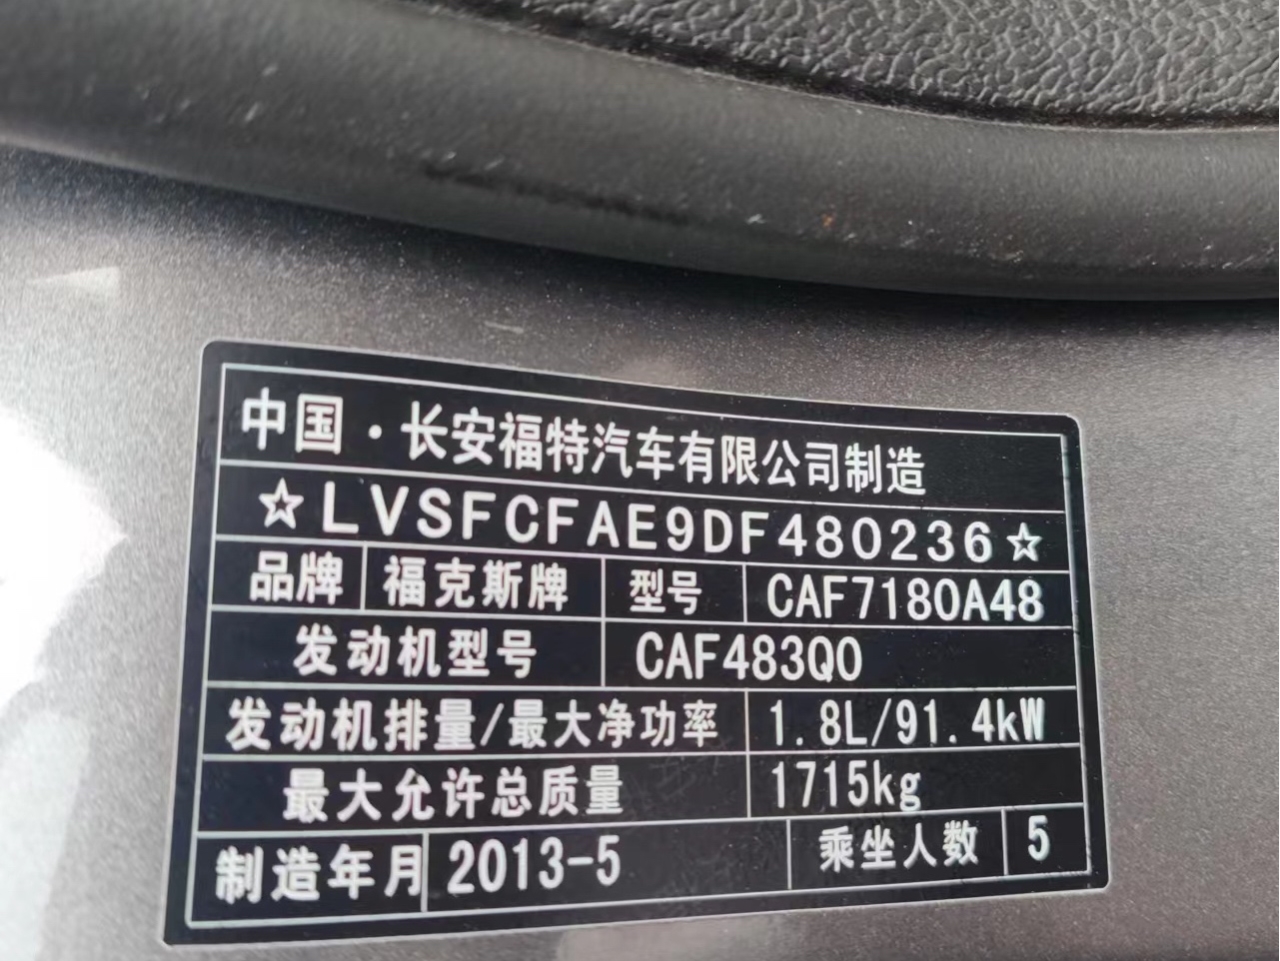 中国·长安福特汽车有限公司制造
☆LVSFCFAE9DF480236☆
品牌 福克斯牌 型号 CAF7180A48
发动机型号 CAF483Q0
发动机排量/最大净功率 1.8L/91.4kW
最大允许总质量 1715kg
制造年月 2013-5 乘坐人数 5